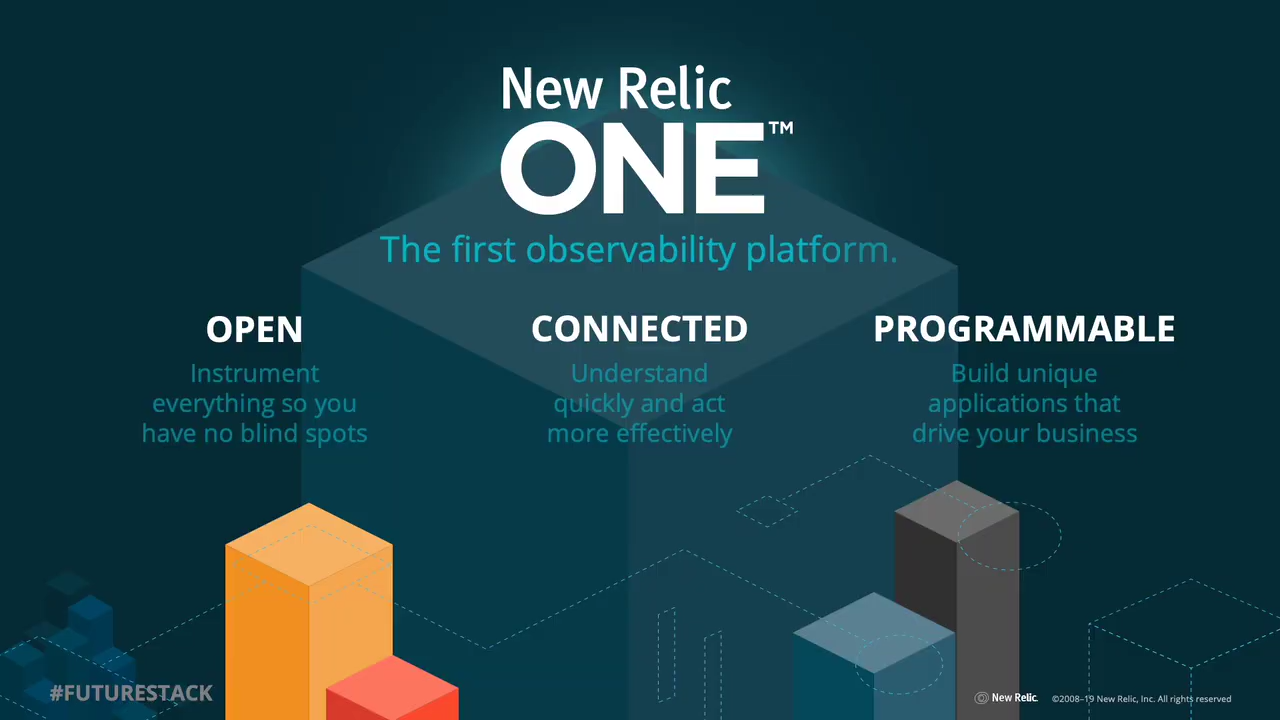 New Relic
ONE™
The first observability platform.
OPEN
Instrument
everything so you
have no blind spots
CONNECTED
Understand
quickly and act
more effectively
PROGRAMMABLE
Build unique
applications that
drive your business
#FUTURESTACK
New Relic.
©2008–19 New Relic, Inc. All rights reserved